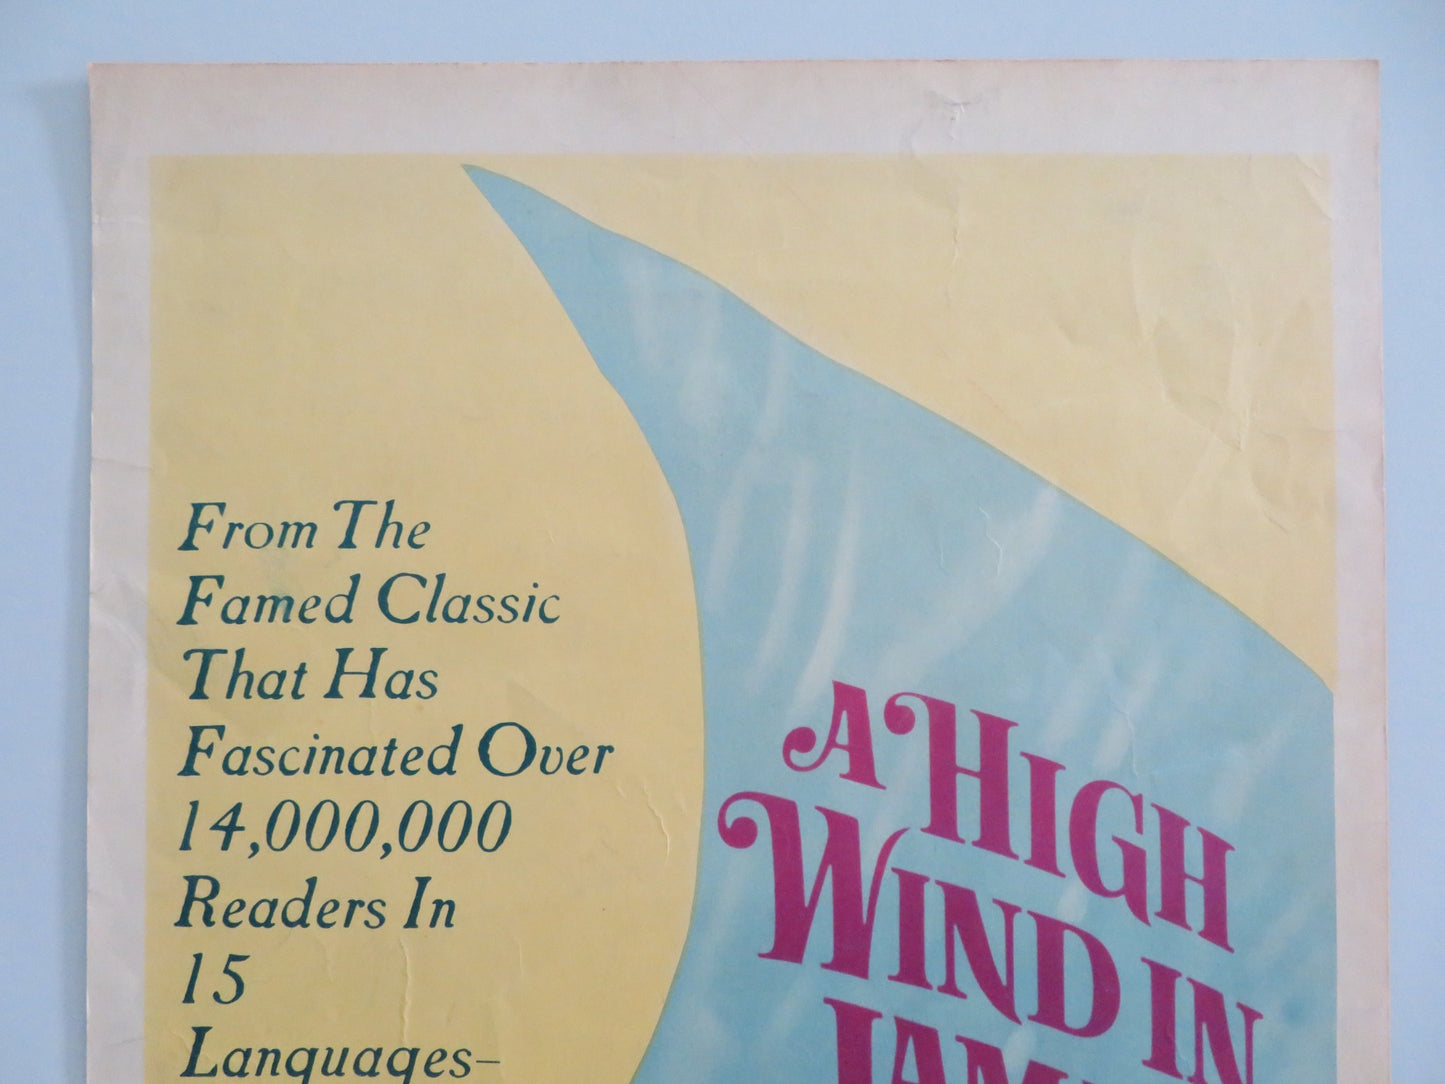 From The
Famed Classic
That Has
Fascinated Over
14,000,000
Readers In
15
Languages–
A HIGH
WIND IN